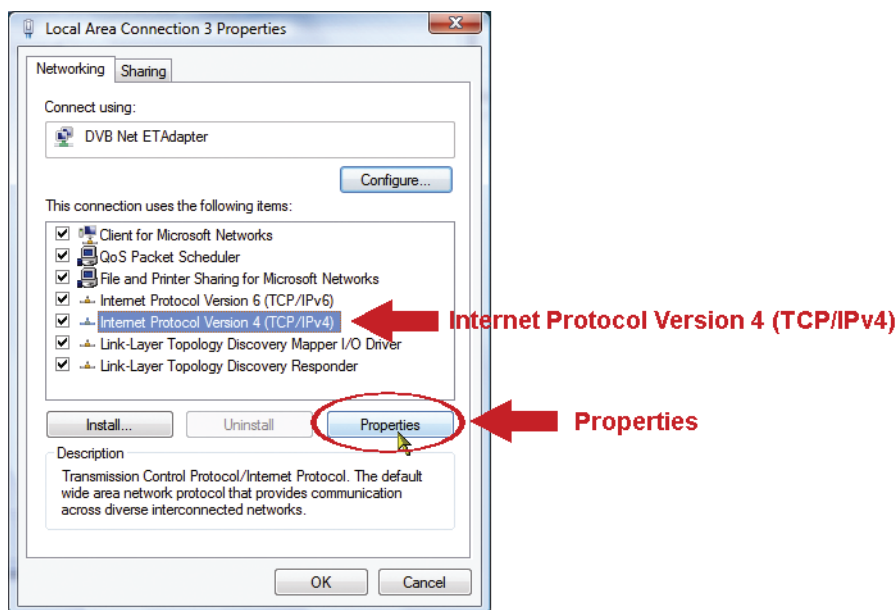 Local Area Connection 3 Properties
Networking
Sharing
Connect using:
DVB Net ETAdapter
Configure...
This connection uses the following items:
Client for Microsoft Networks
QoS Packet Scheduler
File and Printer Sharing for Microsoft Networks
Internet Protocol Version 6 (TCP/IPv6)
Internet Protocol Version 4 (TCP/IPv4)
Internet Protocol Version 4 (TCP/IPv4)
Link-Layer Topology Discovery Mapper I/O Driver
Link-Layer Topology Discovery Responder
Install...
Uninstall
Properties
Properties
Description
Transmission Control Protocol/Internet Protocol. The default
wide area network protocol that provides communication
across diverse interconnected networks.
OK
Cancel